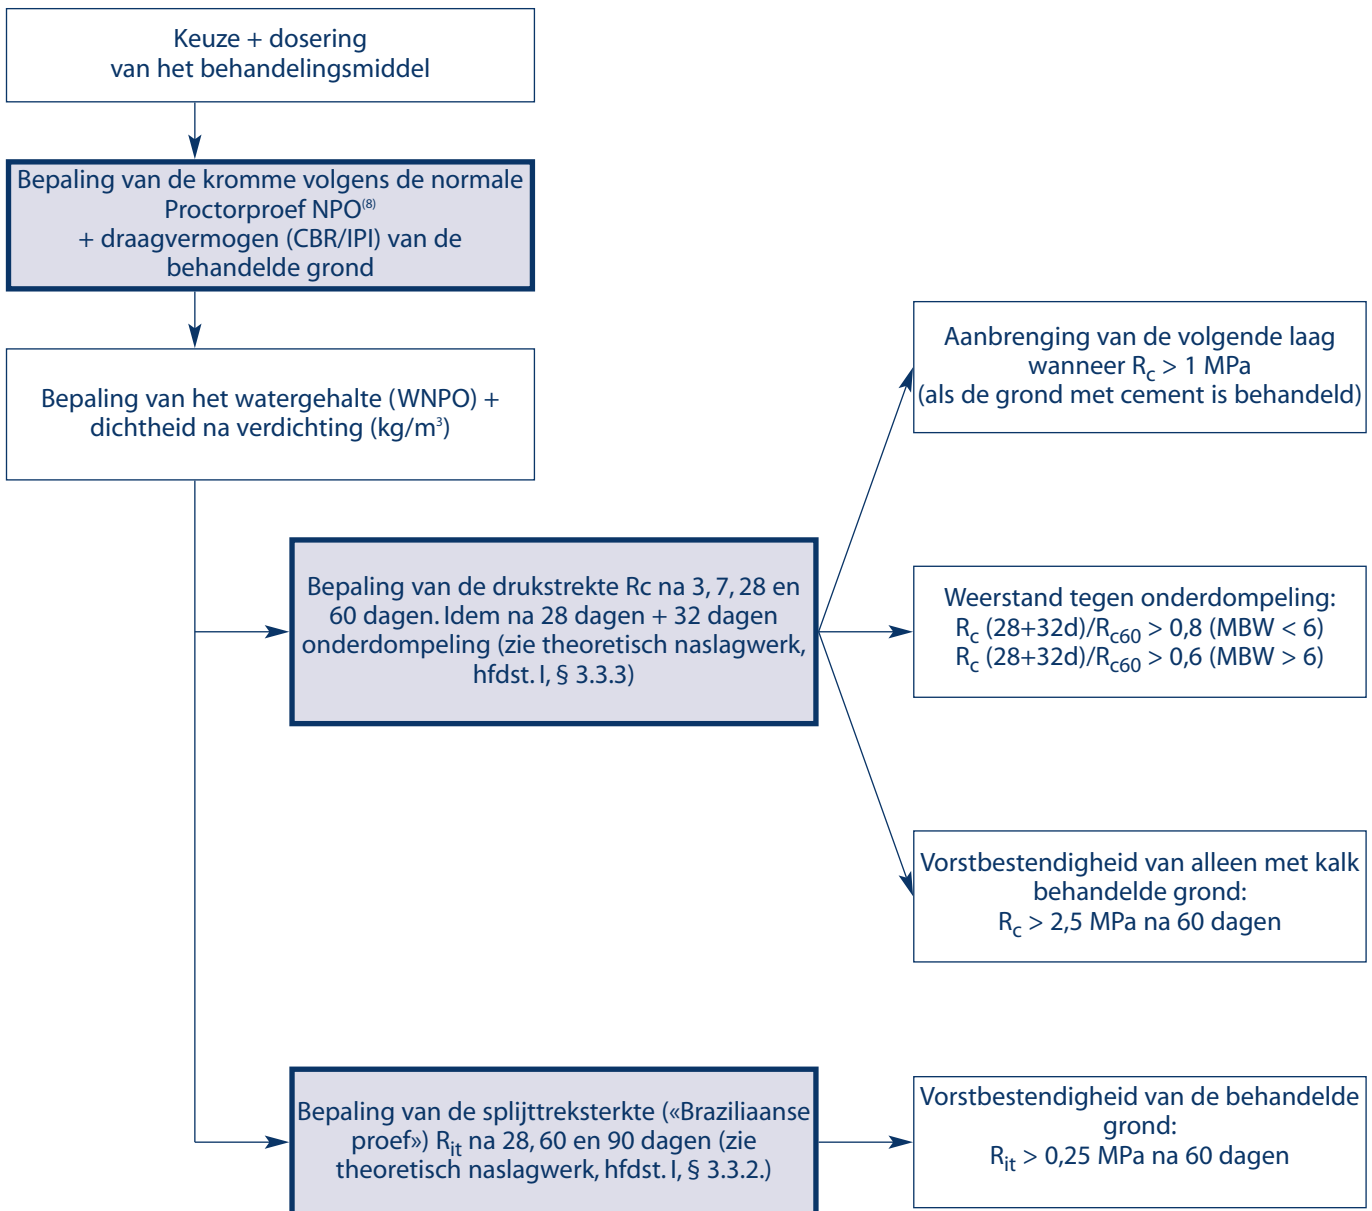 Keuze + dosering
van het behandelingsmiddel
Bepaling van de kromme volgens de normale
Proctorproef NPO(8)
+ draagvermogen (CBR/IPI) van de
behandelde grond
Bepaling van het watergehalte (WNPO) +
dichtheid na verdichting (kg/m³)
Bepaling van de drukstrekte Rc na 3, 7, 28 en
60 dagen. Idem na 28 dagen + 32 dagen
onderdompeling (zie theoretisch naslagwerk,
hfdst. I, § 3.3.3)
Aanbrenging van de volgende laag
wanneer Rc > 1 MPa
(als de grond met cement is behandeld)
Weerstand tegen onderdompeling:
Rc (28+32d)/Rc60 > 0,8 (MBW < 6)
Rc (28+32d)/Rc60 > 0,6 (MBW > 6)
Vorstbestendigheid van alleen met kalk
behandelde grond:
Rc > 2,5 MPa na 60 dagen
Bepaling van de splijttreksterkte («Braziliaanse
proef») Rit na 28, 60 en 90 dagen (zie
theoretisch naslagwerk, hfdst. I, § 3.3.2.)
Vorstbestendigheid van de behandelde
grond:
Rit > 0,25 MPa na 60 dagen